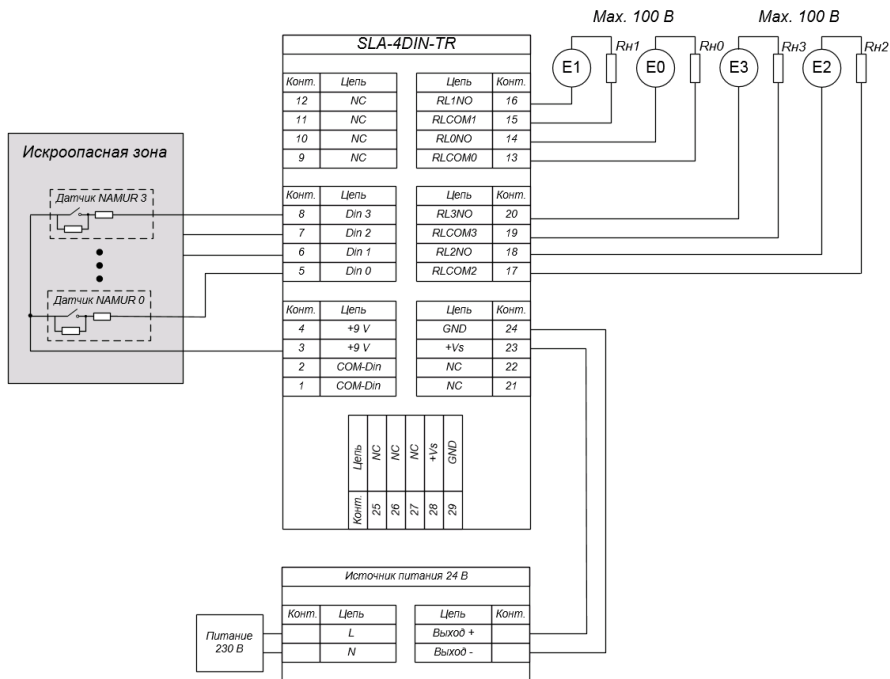 Max. 100 В Max. 100 В
SLA-4DIN-TR
Rн1 Rн0 Rн3 Rн2
E1 E0 E3 E2
Конт. Цепь Цепь Конт.
12 NC RL1NO 16
11 NC RLCOM1 15
10 NC RL0NO 14
9 NC RLCOM0 13
Искроопасная зона
Датчик NAMUR 3
Конт. Цепь Цепь Конт.
8 Din 3 RL3NO 20
7 Din 2 RLCOM3 19
6 Din 1 RL2NO 18
5 Din 0 RLCOM2 17
Датчик NAMUR 0
Конт. Цепь Цепь Конт.
4 +9 V GND 24
3 +9 V +Vs 23
2 COM-Din NC 22
1 COM-Din NC 21
Цепь NC NC NC +Vs GND
Конт. 25 26 27 28 29
Источник питания 24 В
Конт. Цепь Цепь Конт.
L Выход +
N Выход -
Питание
230 В